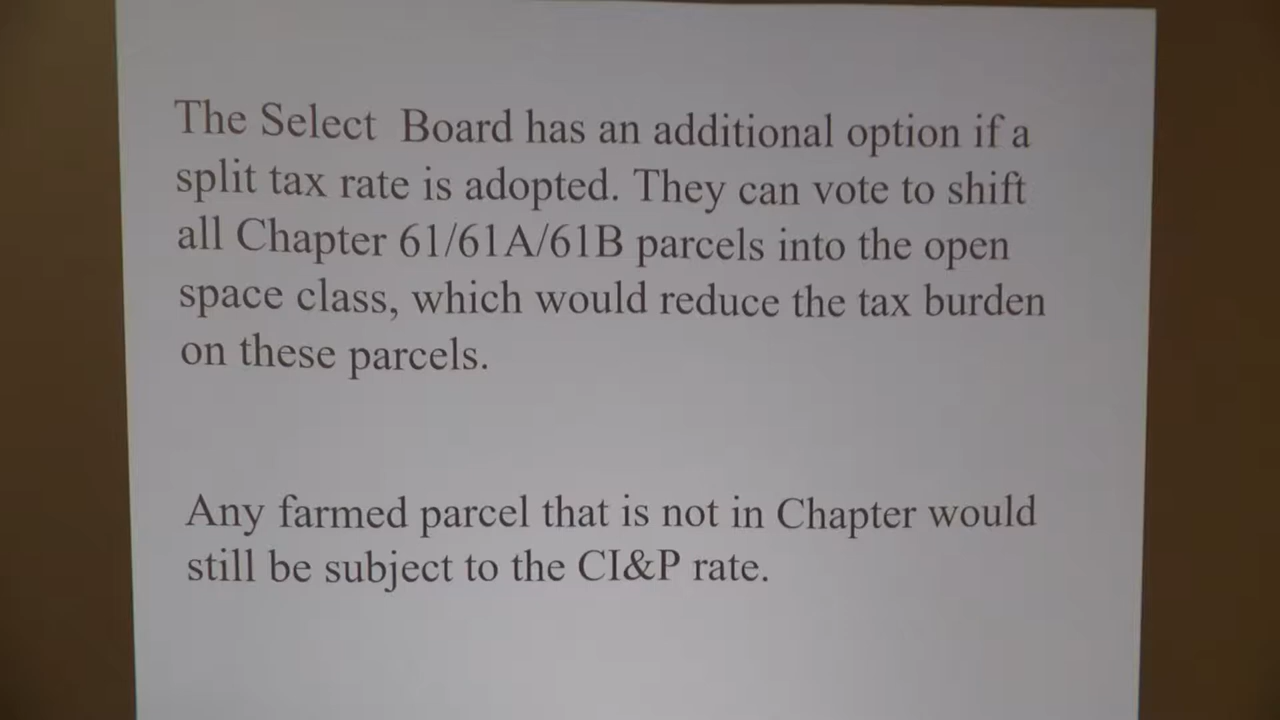 The Select Board has an additional option if a
split tax rate is adopted. They can vote to shift
all Chapter 61/61A/61B parcels into the open
space class, which would reduce the tax burden
on these parcels.
Any farmed parcel that is not in Chapter would
still be subject to the CI&P rate.